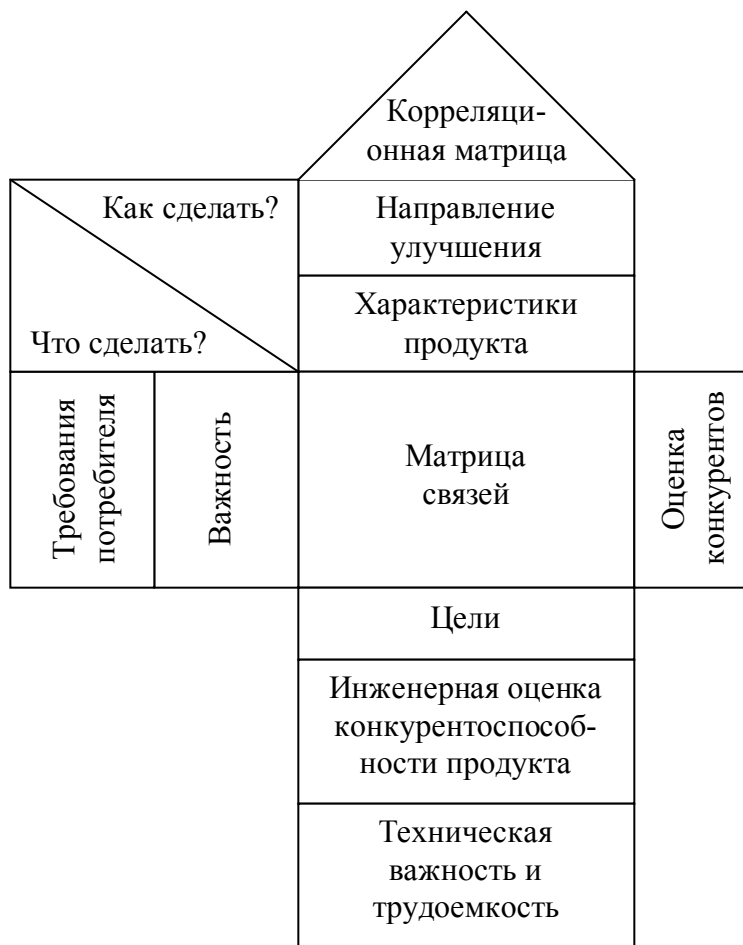 Корреляци-
онная матрица
Как сделать?
Направление
улучшения
Что сделать?
Характеристики
продукта
Требования
потребителя
Важность
Матрица
связей
Оценка
конкурентов
Цели
Инженерная оценка
конкурентоспособ-
ности продукта
Техническая
важность и
трудоемкость